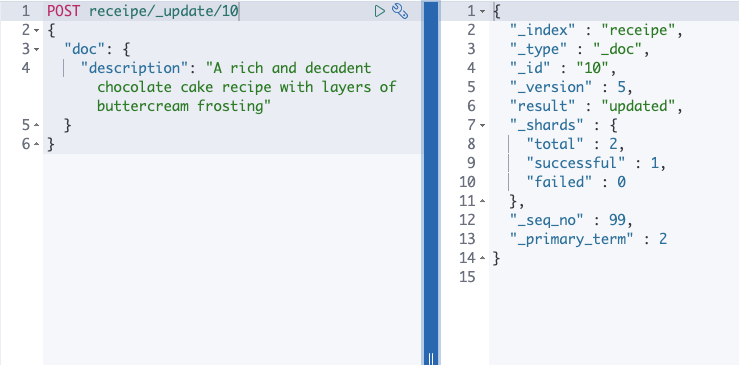 1 POST receipe/_update/10
2 {
3 "doc": {
4 "description": "A rich and decadent
chocolate cake recipe with layers of
buttercream frosting"
5 }
6 }
1 {
2 "_index" : "receipe",
3 "_type" : "_doc",
4 "_id" : "10",
5 "_version" : 5,
6 "result" : "updated",
7 "_shards" : {
8 "total" : 2,
9 "successful" : 1,
10 "failed" : 0
11 },
12 "_seq_no" : 99,
13 "_primary_term" : 2
14 }
15